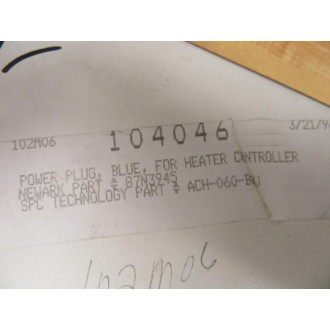 102M06 104046 3/21/9
POWER PLUG, BLUE, FOR HEATER CONTROLLER
NEWARK PART # 87N3945
SPC TECHNOLOGY PART # ACH-060-BU
102M06